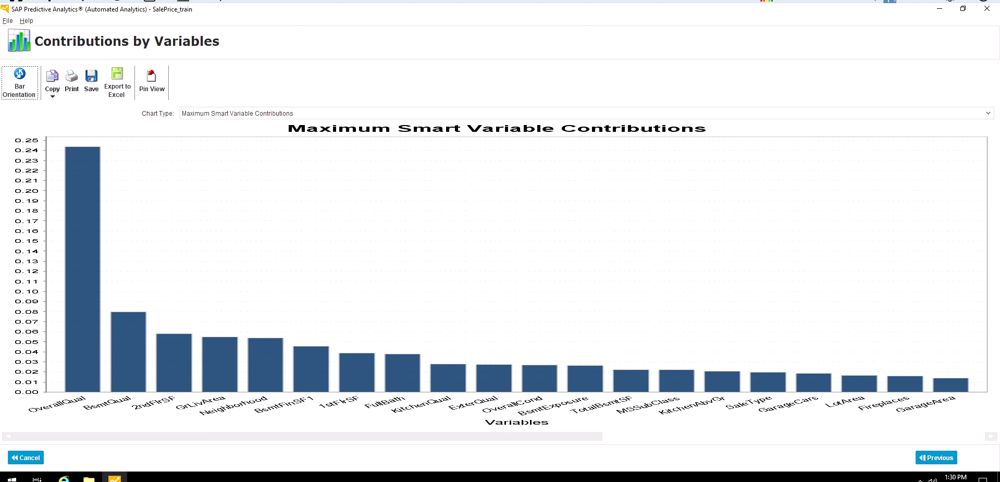 SAP Predictive Analytics® (Automated Analytics) - SalePrice_train
File Help
Contributions by Variables
Bar Orientation
Copy
Print
Save
XLS
Export to Excel
Pin View
Chart Type: Maximum Smart Variable Contributions
Maximum Smart Variable Contributions
0.25
0.24
0.23
0.22
0.21
0.20
0.19
0.18
0.17
0.16
0.15
0.14
0.13
0.12
0.11
0.10
0.09
0.08
0.07
0.06
0.05
0.04
0.03
0.02
0.01
0.00
OverallQual
BsmtQual
2ndFlrSF
GrLivArea
Neighborhood
BsmtFinSF1
1stFlrSF
FullBath
KitchenQual
ExterQual
OverallCond
BsmtExposure
TotalBsmtSF
MSSubClass
KitchenAbvGr
SaleType
GarageCars
LotArea
Fireplaces
GarageArea
Variables
Cancel
Previous
1:30 PM